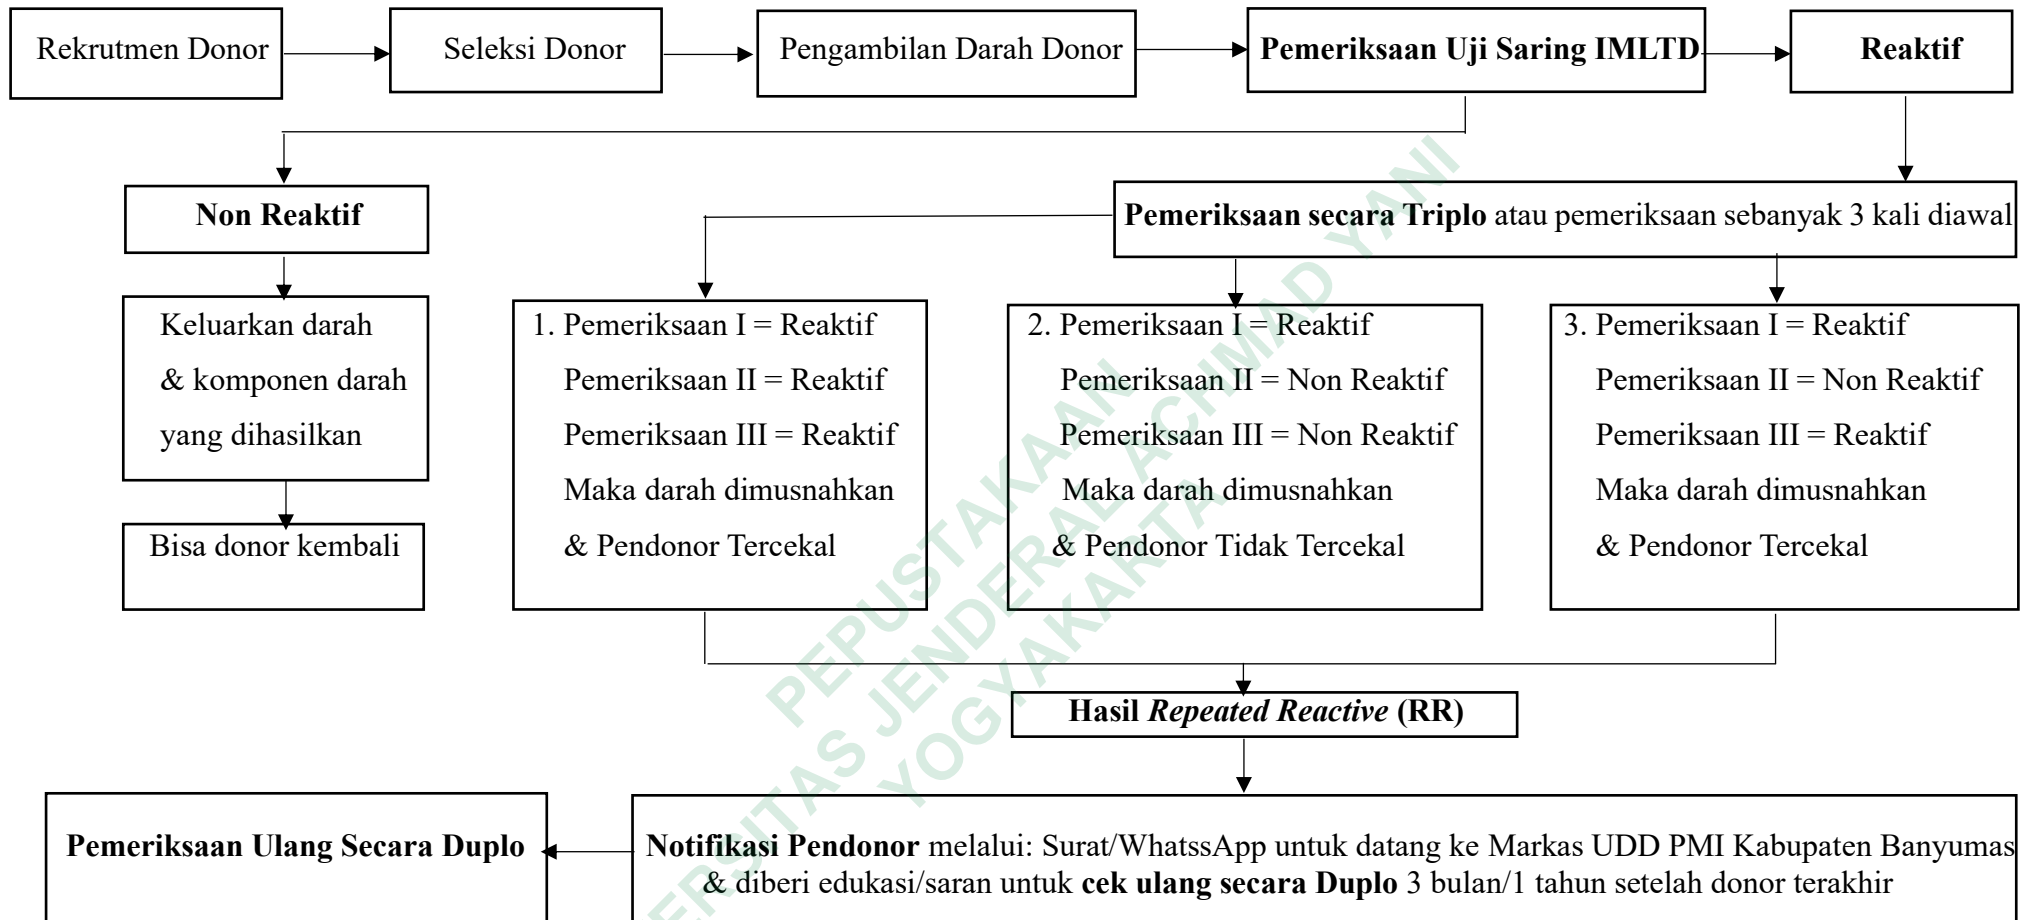 Rekrutmen Donor
Seleksi Donor
Pengambilan Darah Donor
Pemeriksaan Uji Saring IMLTD
Reaktif
Non Reaktif
Pemeriksaan secara Triplo atau pemeriksaan sebanyak 3 kali diawal
Keluarkan darah
& komponen darah
yang dihasilkan
Bisa donor kembali
1. Pemeriksaan I = Reaktif
Pemeriksaan II = Reaktif
Pemeriksaan III = Reaktif
Maka darah dimusnahkan
& Pendonor Tercekal
2. Pemeriksaan I = Reaktif
Pemeriksaan II = Non Reaktif
Pemeriksaan III = Non Reaktif
Maka darah dimusnahkan
& Pendonor Tidak Tercekal
3. Pemeriksaan I = Reaktif
Pemeriksaan II = Non Reaktif
Pemeriksaan III = Reaktif
Maka darah dimusnahkan
& Pendonor Tercekal
Hasil Repeated Reactive (RR)
Pemeriksaan Ulang Secara Duplo
Notifikasi Pendonor melalui: Surat/WhatssApp untuk datang ke Markas UDD PMI Kabupaten Banyumas
& diberi edukasi/saran untuk cek ulang secara Duplo 3 bulan/1 tahun setelah donor terakhir
PEPUSTAKAAN
ERSITAS JENDERAL ACHMAD YANI
YOGYAKARTA